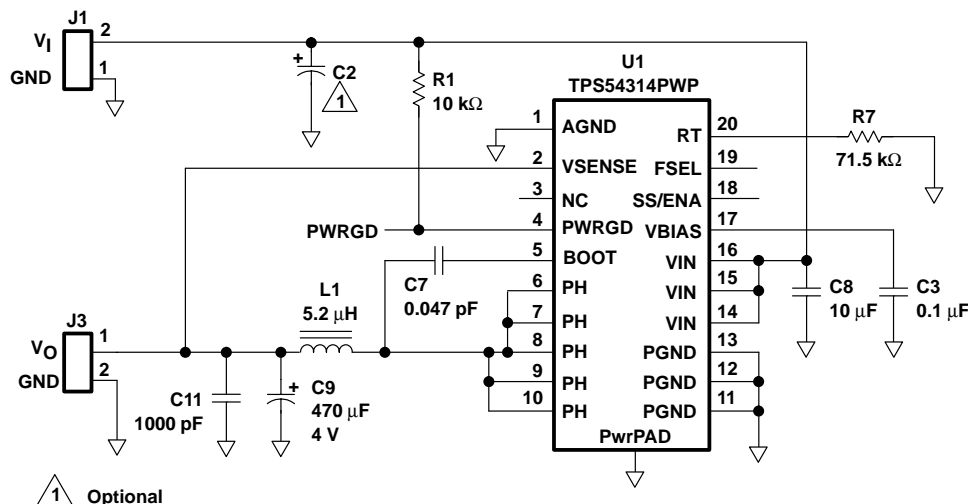 J1
V_I
2
GND
1
+
C2
1
R1
10 kΩ
U1
TPS54314PWP
1
AGND
RT
20
R7
71.5 kΩ
2
VSENSE
FSEL
19
3
NC
SS/ENA
18
PWRGD
4
PWRGD
VBIAS
17
5
BOOT
VIN
16
C7
0.047 pF
6
PH
VIN
15
C8
10 μF
C3
0.1 μF
L1
5.2 μH
7
PH
VIN
14
J3
V_O
1
8
PH
PGND
13
GND
2
9
PH
PGND
12
C11
1000 pF
+
C9
470 μF
4 V
10
PH
PGND
11
PwrPAD
1
Optional